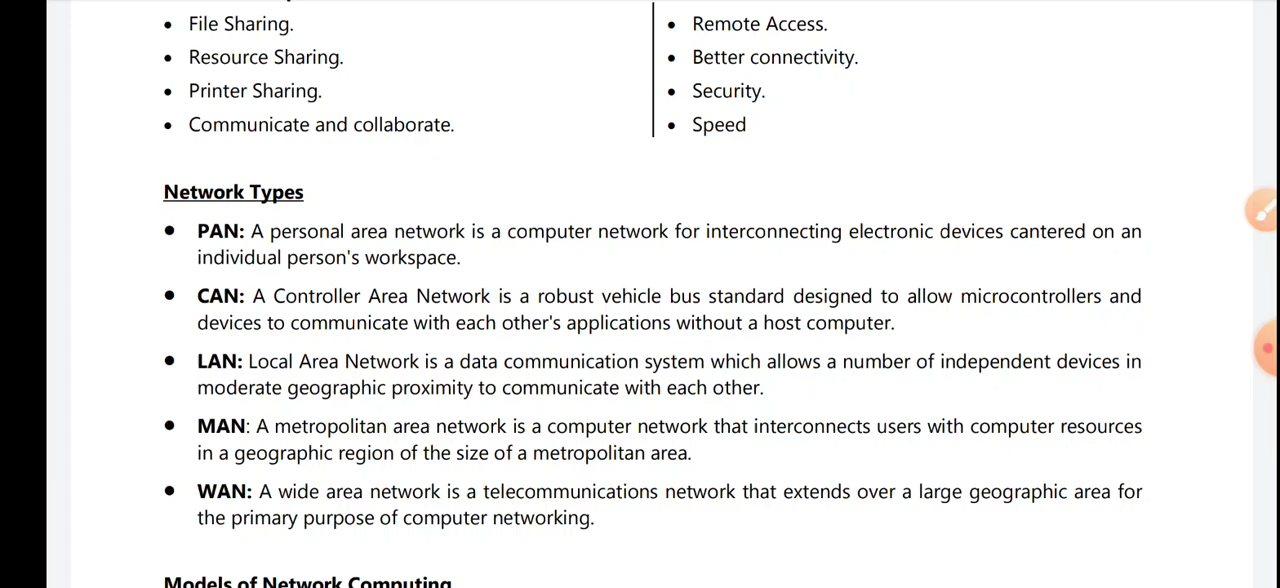 • File Sharing.
• Resource Sharing.
• Printer Sharing.
• Communicate and collaborate.
• Remote Access.
• Better connectivity.
• Security.
• Speed
Network Types
• PAN: A personal area network is a computer network for interconnecting electronic devices cantered on an
individual person's workspace.
• CAN: A Controller Area Network is a robust vehicle bus standard designed to allow microcontrollers and
devices to communicate with each other's applications without a host computer.
• LAN: Local Area Network is a data communication system which allows a number of independent devices in
moderate geographic proximity to communicate with each other.
• MAN: A metropolitan area network is a computer network that interconnects users with computer resources
in a geographic region of the size of a metropolitan area.
• WAN: A wide area network is a telecommunications network that extends over a large geographic area for
the primary purpose of computer networking.
Models of Network Computing